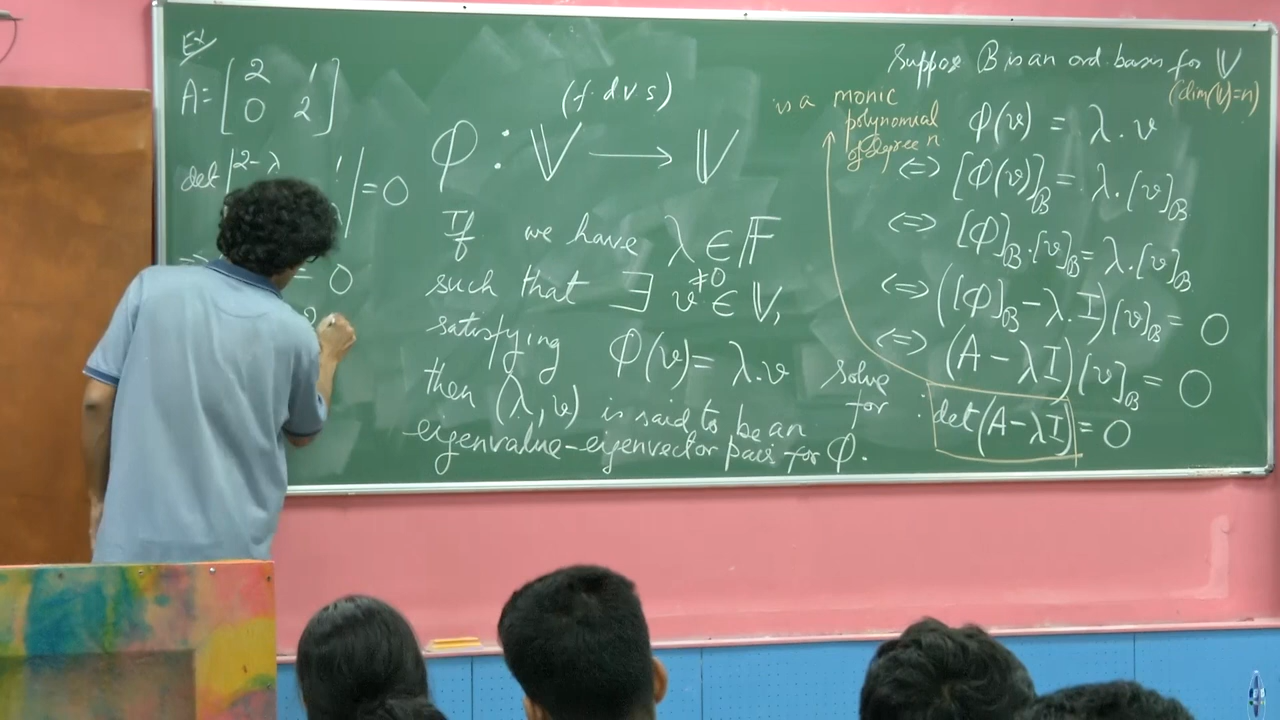 Ex
A = [2 1
0 2]
det |2-λ 1
| = 0
= 0
2
(f d v s)
φ : 𝕍 ⟶ 𝕍
If we have λ ∈ 𝔽
such that ∃ v^{≠0} ∈ 𝕍,
satisfying φ(v) = λ.v
then (λ, v) is said to be an
eigenvalue-eigenvector pair for φ.
Suppose B is an ord. basis for 𝕍
(dim(𝕍)=n)
is a monic
polynomial
of degree n
φ(v) = λ.v
⇔ [φ(v)]_B = λ.[v]_B
⇔ [φ]_B.[v]_B = λ.[v]_B
⇔ ([φ]_B - λ.I)[v]_B = 0
⇔ (A - λI)[v]_B = 0
Solve
for : det(A-λI) = 0